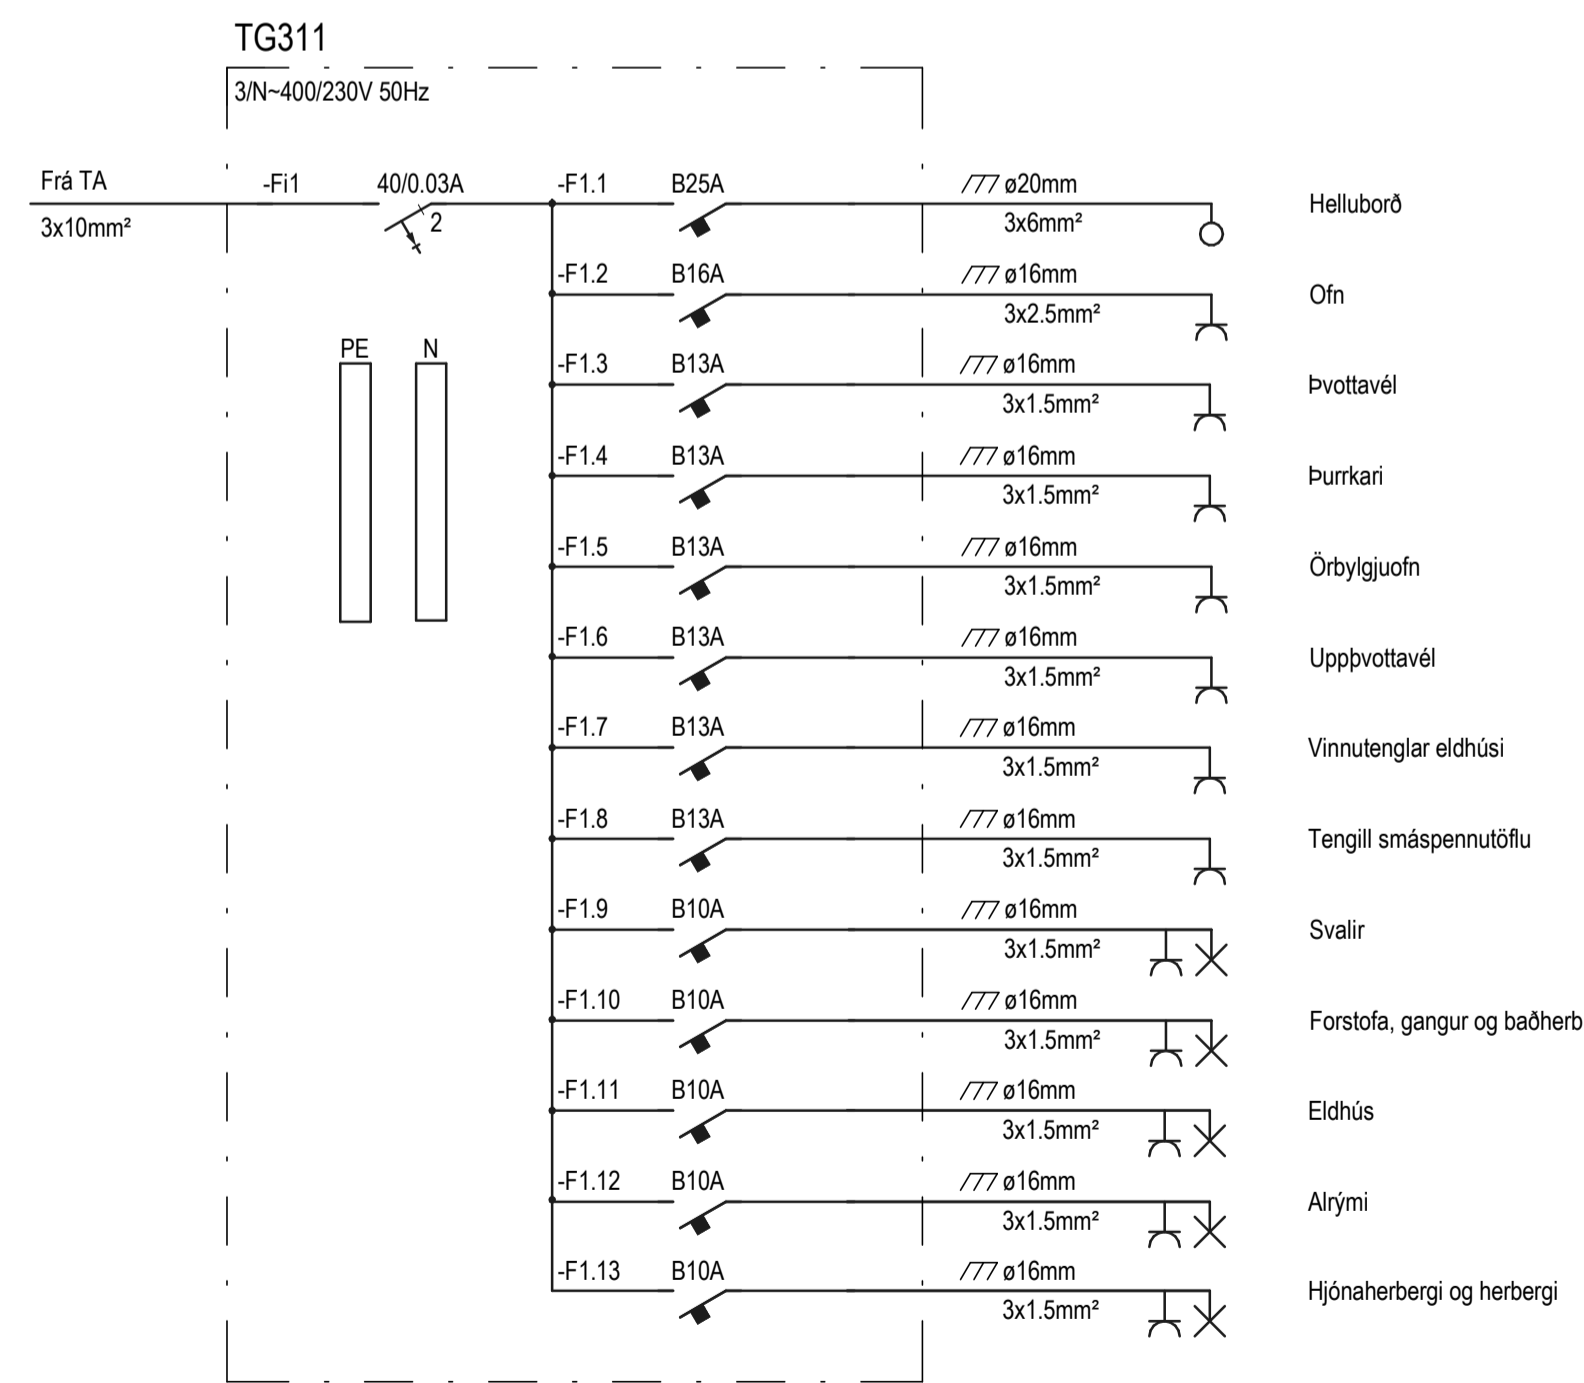 TG311
3/N~400/230V 50Hz
Frá TA
3x10mm²
-Fi1
40/0.03A
2
PE
N
-F1.1 B25A ø20mm
3x6mm²
Helluborð
-F1.2 B16A ø16mm
3x2.5mm²
Ofn
-F1.3 B13A ø16mm
3x1.5mm²
Þvottavél
-F1.4 B13A ø16mm
3x1.5mm²
Þurrkari
-F1.5 B13A ø16mm
3x1.5mm²
Örbylgjuofn
-F1.6 B13A ø16mm
3x1.5mm²
Uppþvottavél
-F1.7 B13A ø16mm
3x1.5mm²
Vinnutenglar eldhúsi
-F1.8 B13A ø16mm
3x1.5mm²
Tengill smáspennutöflu
-F1.9 B10A ø16mm
3x1.5mm²
Svalir
-F1.10 B10A ø16mm
3x1.5mm²
Forstofa, gangur og baðherb
-F1.11 B10A ø16mm
3x1.5mm²
Eldhús
-F1.12 B10A ø16mm
3x1.5mm²
Alrými
-F1.13 B10A ø16mm
3x1.5mm²
Hjónaherbergi og herbergi